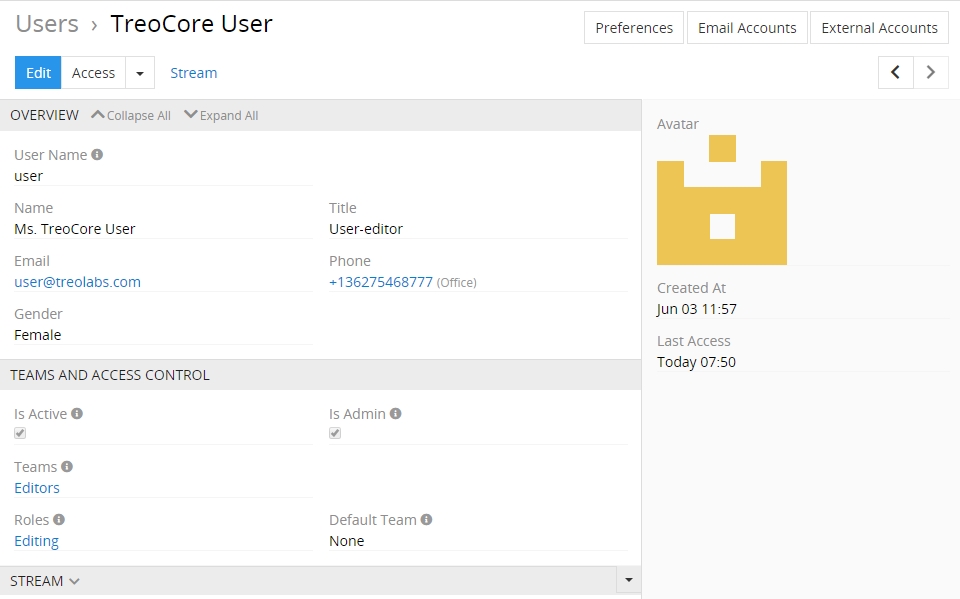 Users › TreoCore User
Preferences Email Accounts External Accounts
Edit Access Stream
OVERVIEW Collapse All Expand All
User Name
user
Name Title
Ms. TreoCore User User-editor
Email Phone
user@treolabs.com +136275468777 (Office)
Gender
Female
TEAMS AND ACCESS CONTROL
Is Active Is Admin
Teams
Editors
Roles Default Team
Editing None
STREAM
Avatar
Created At
Jun 03 11:57
Last Access
Today 07:50